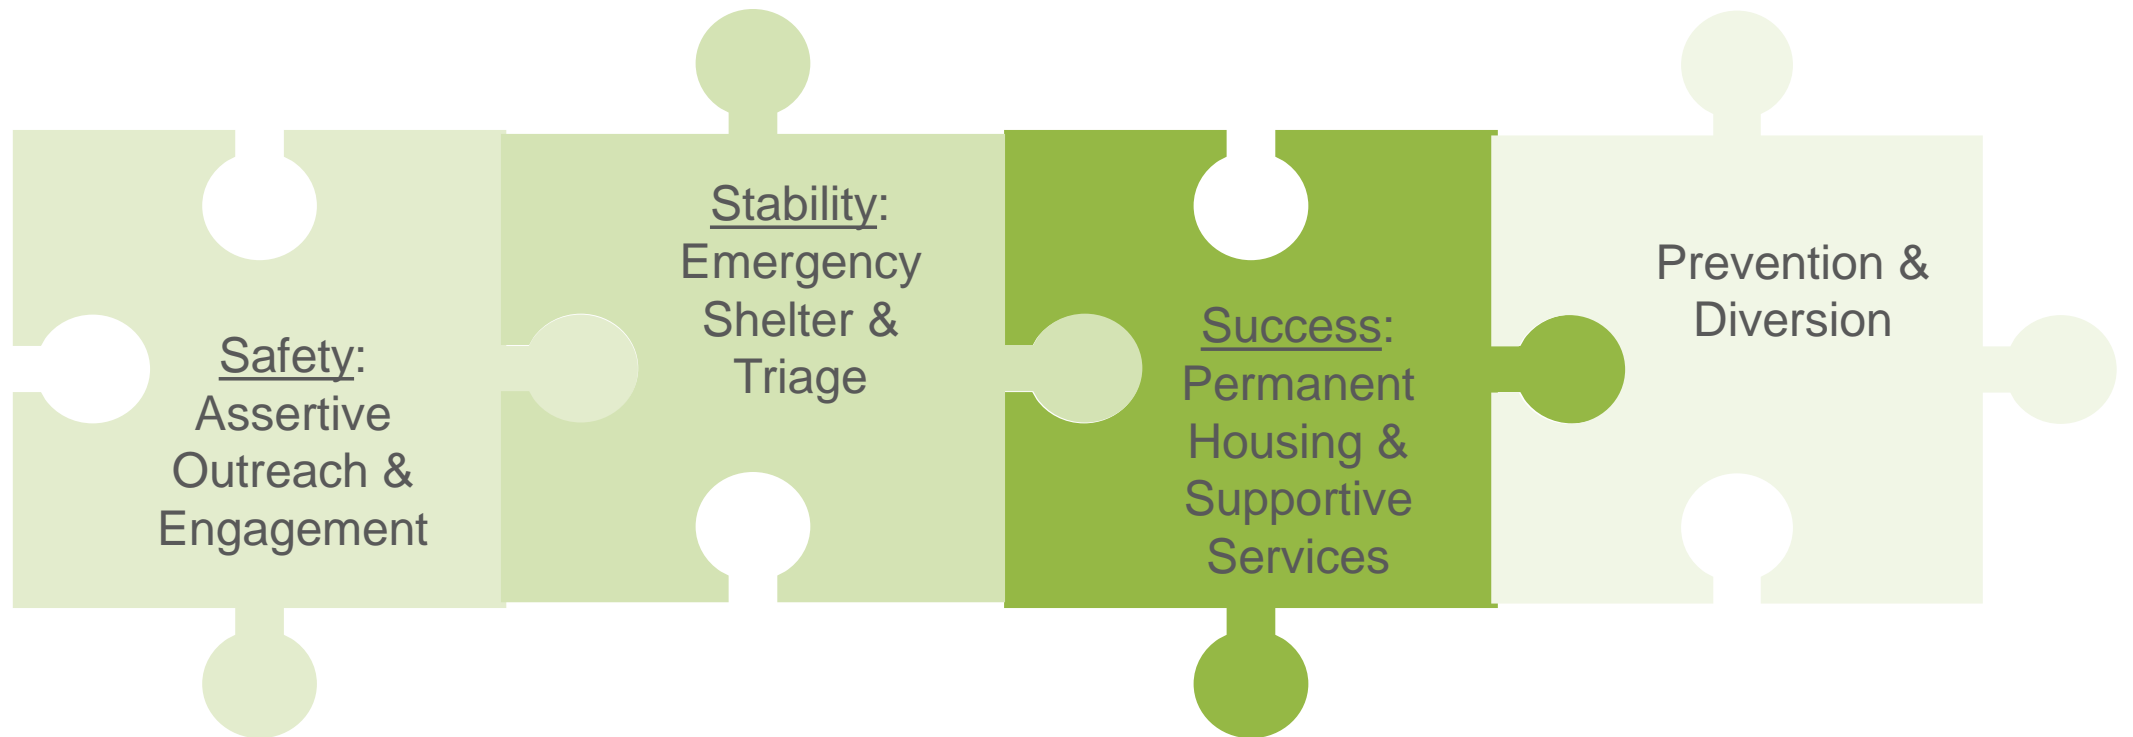 Safety:
Assertive
Outreach &
Engagement
Stability:
Emergency
Shelter &
Triage
Success:
Permanent
Housing &
Supportive
Services
Prevention &
Diversion